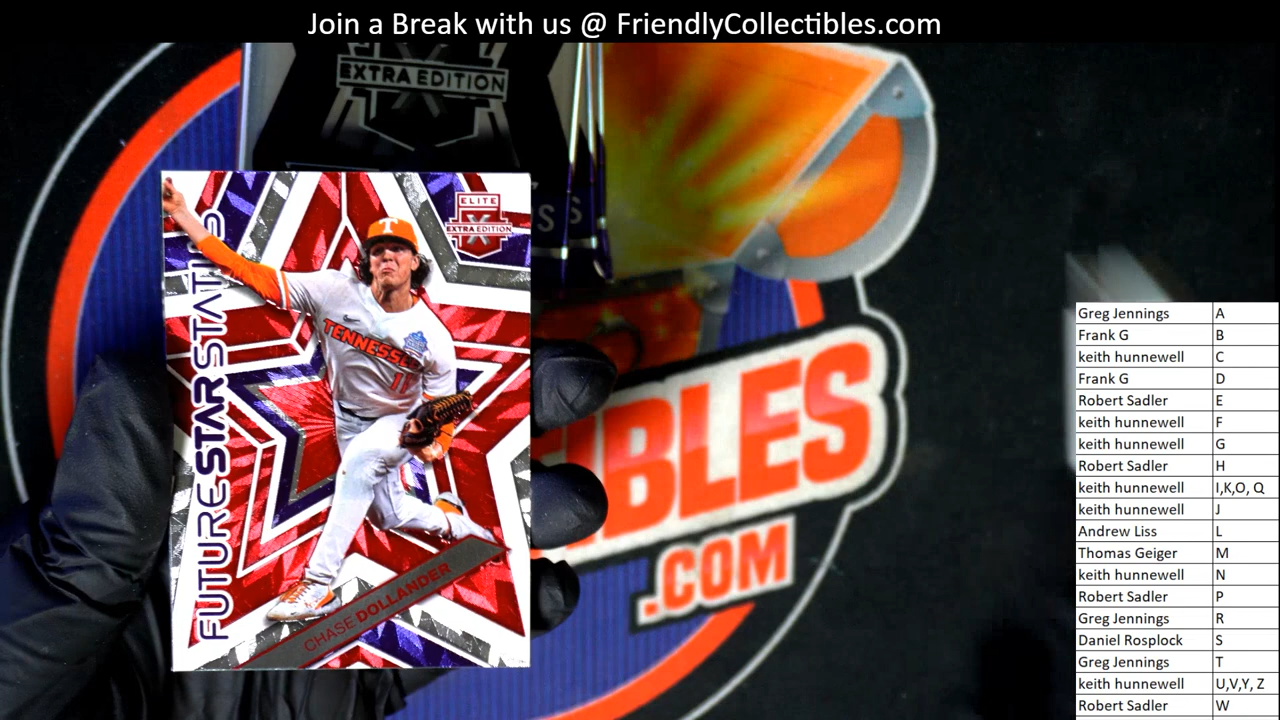 Join a Break with us @ FriendlyCollectibles.com
EXTRA EDITION
ELITE
X
EXTRA EDITION
T
TENNESSEE
FUTURE STAR STATUS
CHASE DOLLANDER
IBLES
.COM
Greg Jennings A
Frank G B
keith hunnewell C
Frank G D
Robert Sadler E
keith hunnewell F
keith hunnewell G
Robert Sadler H
keith hunnewell I,K,O, Q
keith hunnewell J
Andrew Liss L
Thomas Geiger M
keith hunnewell N
Robert Sadler P
Greg Jennings R
Daniel Rosplock S
Greg Jennings T
keith hunnewell U,V,Y, Z
Robert Sadler W